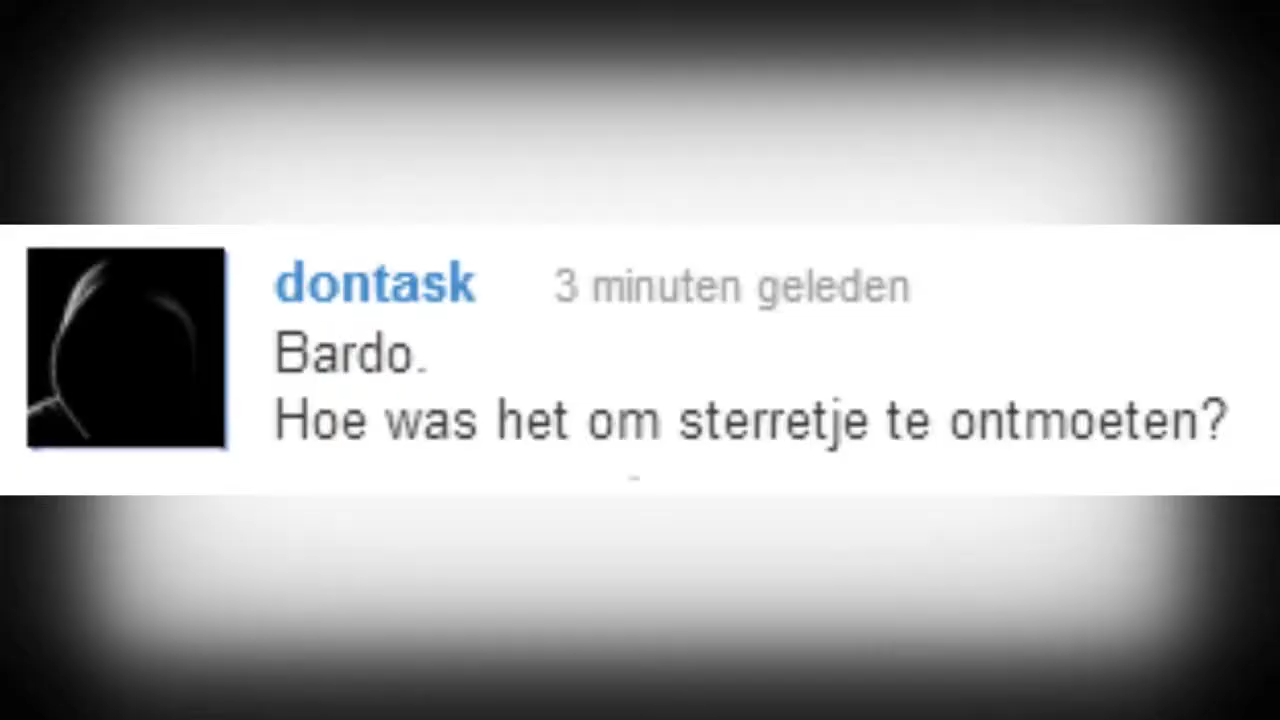 dontask 3 minuten geleden
Bardo.
Hoe was het om sterretje te ontmoeten?